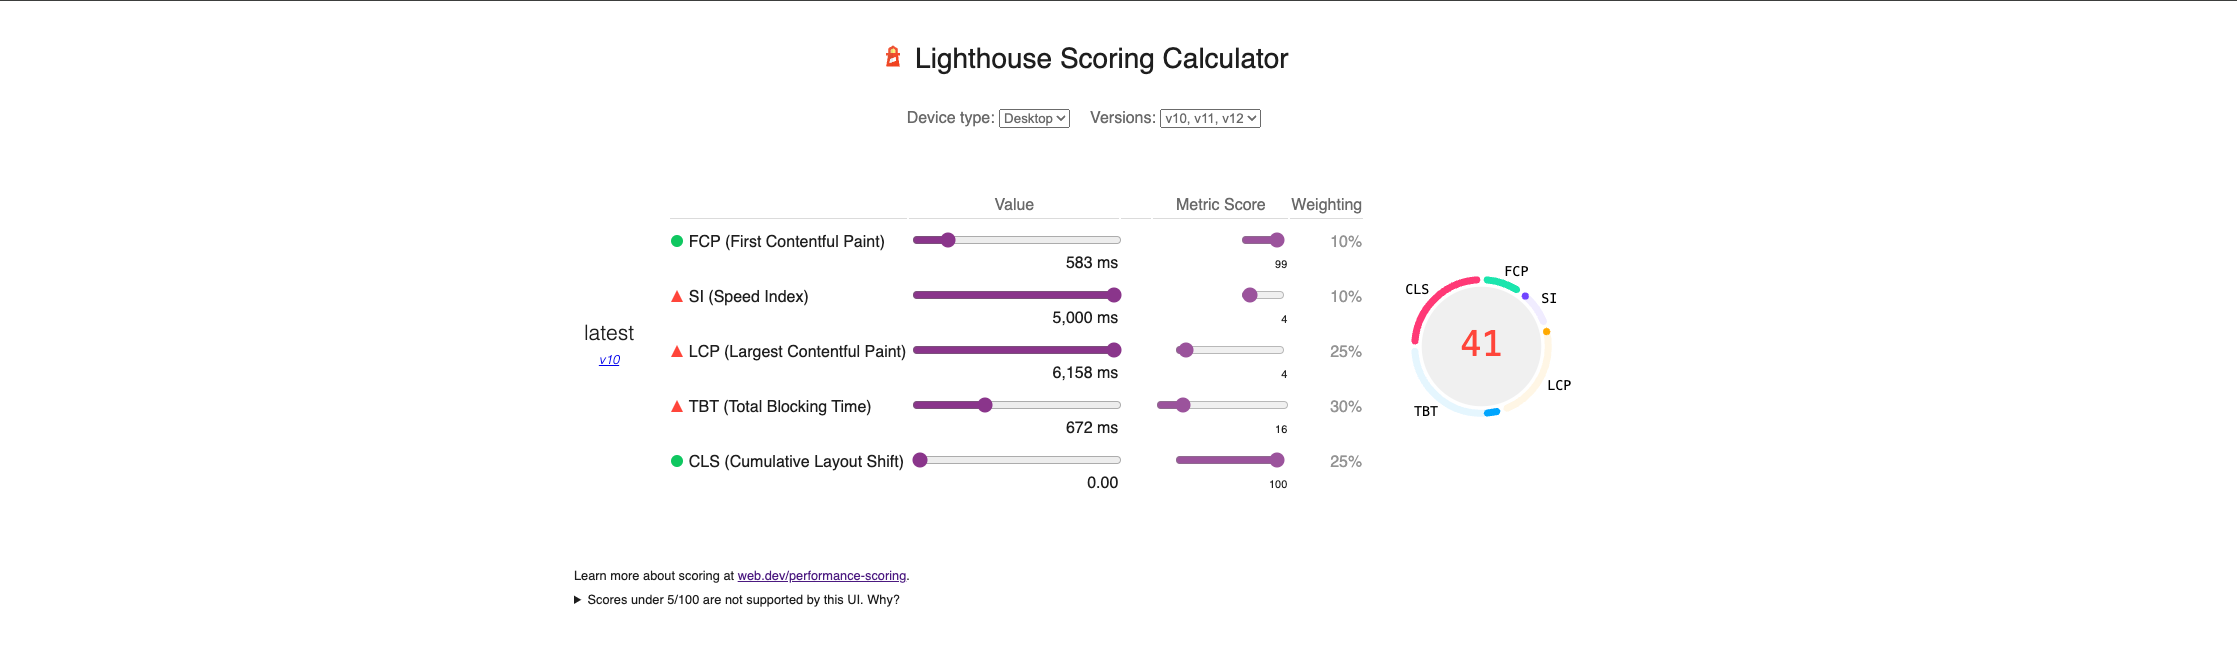 Lighthouse Scoring Calculator
Device type: Desktop Versions: v10, v11, v12
Value Metric Score Weighting
FCP (First Contentful Paint) 10%
583 ms 99
SI (Speed Index) 10%
5,000 ms 4
latest
v10
LCP (Largest Contentful Paint) 25%
6,158 ms 4
TBT (Total Blocking Time) 30%
672 ms 16
CLS (Cumulative Layout Shift) 25%
0.00 100
FCP
SI
CLS
41
LCP
TBT
Learn more about scoring at web.dev/performance-scoring.
Scores under 5/100 are not supported by this UI. Why?